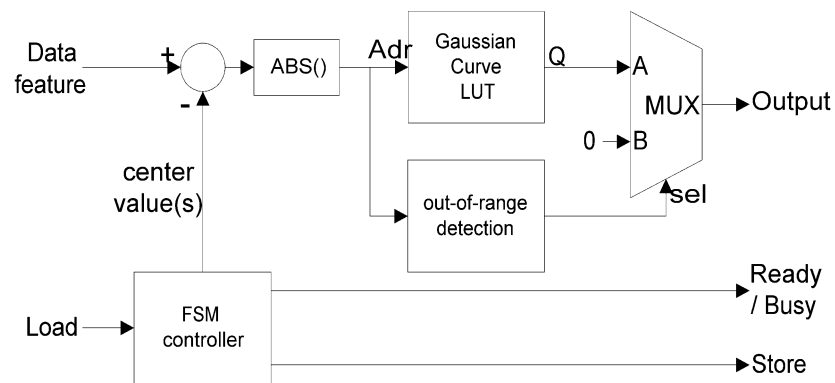 Data
feature
+
-
ABS()
Adr
Gaussian
Curve
LUT
Q
A
MUX
Output
0
B
sel
out-of-range
detection
center
value(s)
Load
FSM
controller
Ready
/ Busy
Store